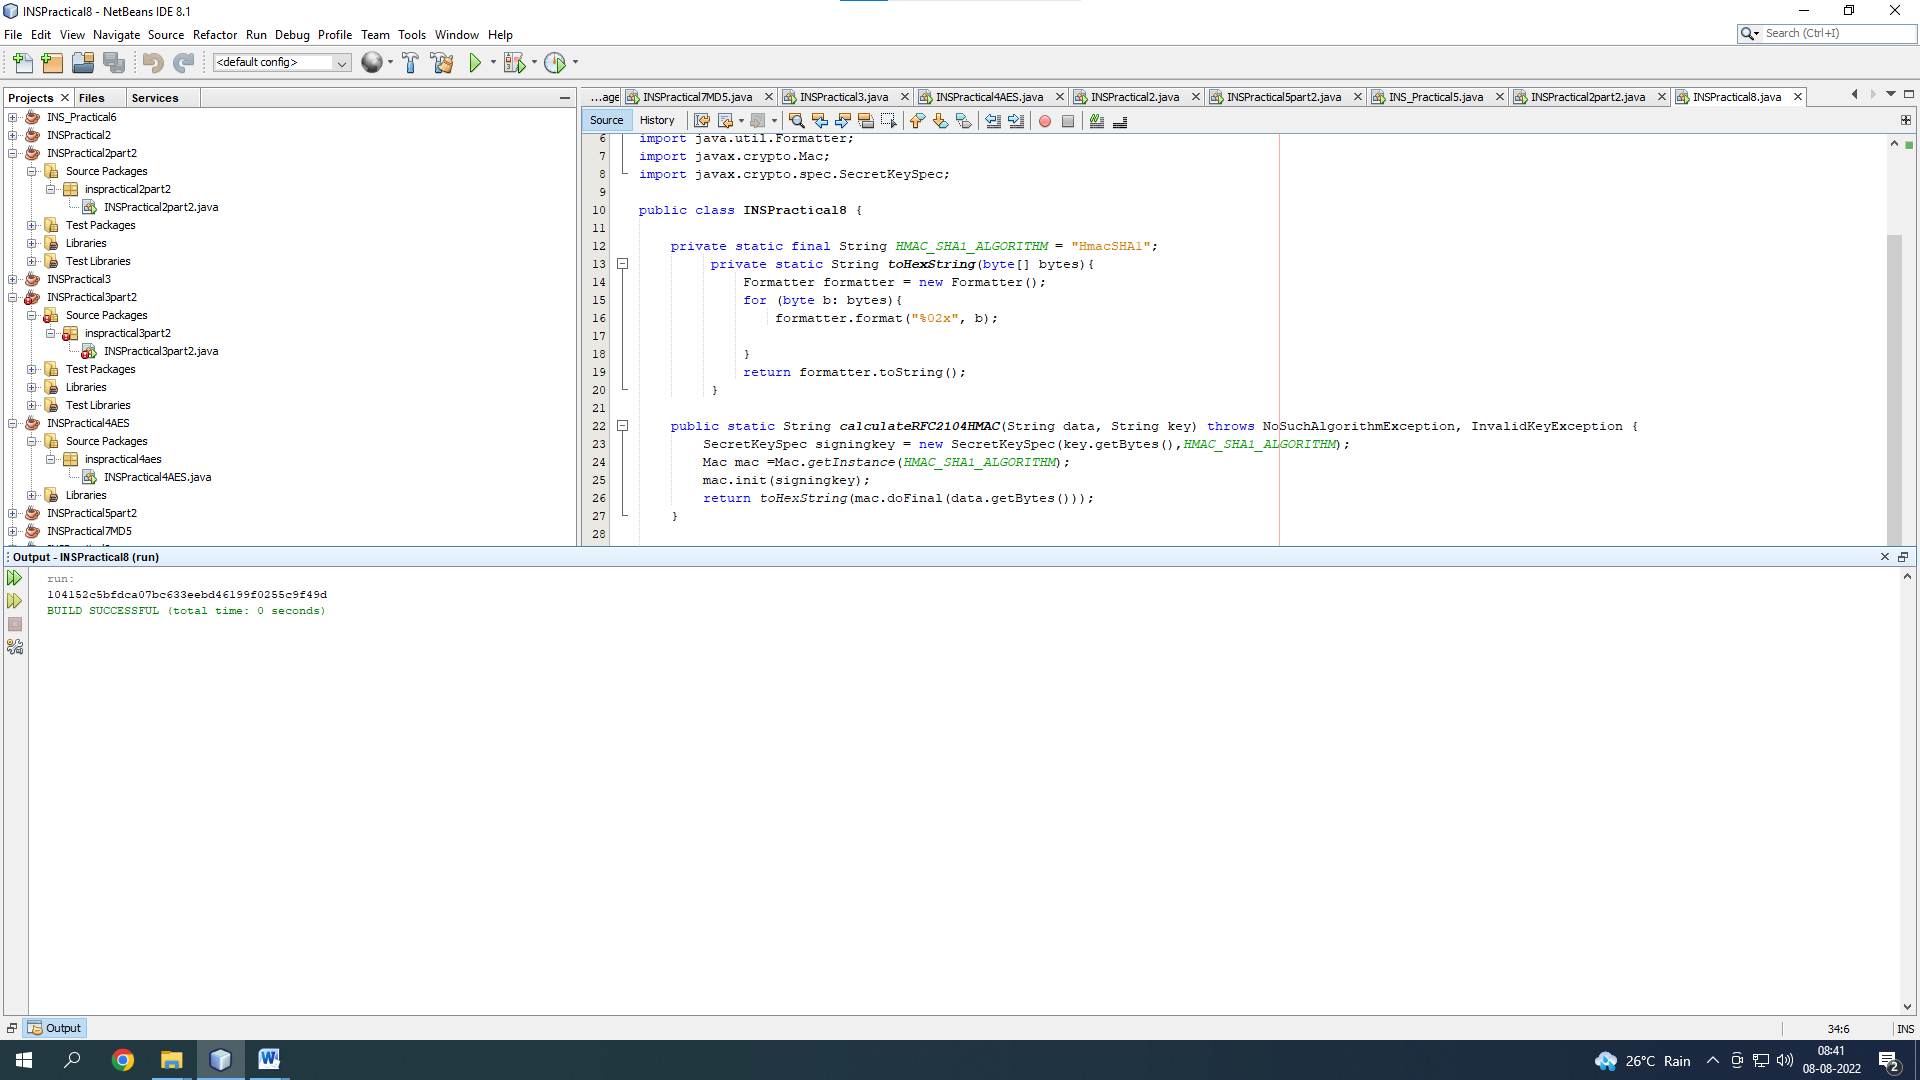 INSPractical8 - NetBeans IDE 8.1
File Edit View Navigate Source Refactor Run Debug Profile Team Tools Window Help
Search (Ctrl+I)
<default config>
Projects Files Services
...age INSPractical7MD5.java INSPractical3.java INSPractical4AES.java INSPractical2.java INSPractical5part2.java INS_Practical5.java INSPractical2part2.java INSPractical8.java
Source History
INS_Practical6
INSPractical2
INSPractical2part2
Source Packages
inspractical2part2
INSPractical2part2.java
Test Packages
Libraries
Test Libraries
INSPractical3
INSPractical3part2
Source Packages
inspractical3part2
INSPractical3part2.java
Test Packages
Libraries
Test Libraries
INSPractical4AES
Source Packages
inspractical4aes
INSPractical4AES.java
Libraries
INSPractical5part2
INSPractical7MD5
6 import java.util.Formatter;
7 import javax.crypto.Mac;
8 import javax.crypto.spec.SecretKeySpec;
9
10 public class INSPractical8 {
11
12 private static final String HMAC_SHA1_ALGORITHM = "HmacSHA1";
13 private static String toHexString(byte[] bytes){
14 Formatter formatter = new Formatter();
15 for (byte b: bytes){
16 formatter.format("%02x", b);
17
18 }
19 return formatter.toString();
20 }
21
22 public static String calculateRFC2104HMAC(String data, String key) throws NoSuchAlgorithmException, InvalidKeyException {
23 SecretKeySpec signingkey = new SecretKeySpec(key.getBytes(),HMAC_SHA1_ALGORITHM);
24 Mac mac =Mac.getInstance(HMAC_SHA1_ALGORITHM);
25 mac.init(signingkey);
26 return toHexString(mac.doFinal(data.getBytes()));
27 }
28
Output - INSPractical8 (run)
run:
104152c5bfdca07bc633eebd46199f0255c9f49d
BUILD SUCCESSFUL (total time: 0 seconds)
Output
34:6 INS
26°C Rain
08:41
08-08-2022
2